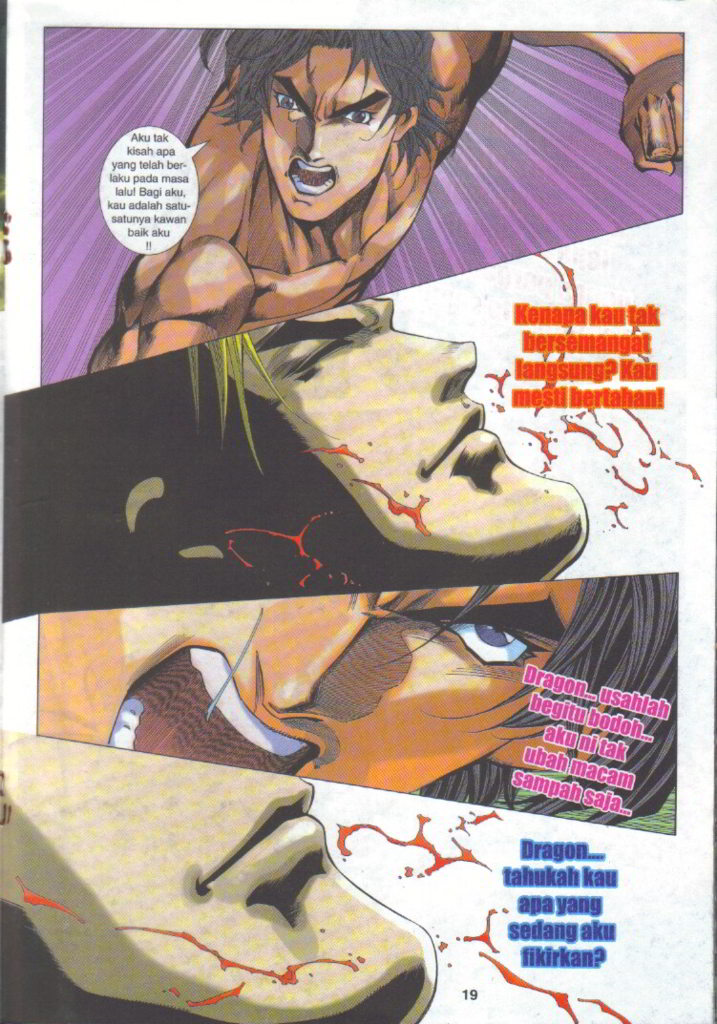 Aku tak
kisah apa
yang telah ber-
laku pada masa
lalu! Bagi aku,
kau adalah satu-
satunya kawan
baik aku
!!
Kenapa kau tak
bersemangat
langsung? Kau
mesti bertahan!
Dragon... usahlah
begitu bodoh...
aku ni tak
ubah macam
sampah saja...
Dragon....
tahukah kau
apa yang
sedang aku
fikirkan?
19